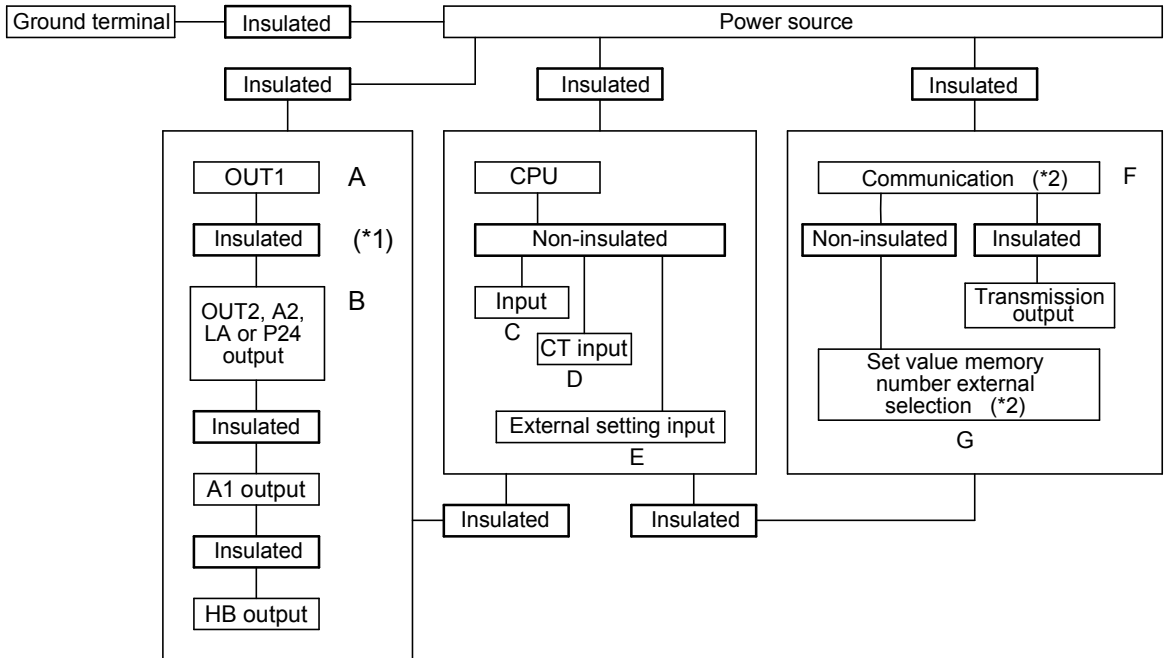 Ground terminal
Insulated
Power source
Insulated
Insulated
Insulated
OUT1
A
Insulated
(*1)
OUT2, A2,
LA or P24
output
B
Insulated
A1 output
Insulated
HB output
CPU
Non-insulated
Input
C
CT input
D
External setting input
E
Insulated
Insulated
Communication (*2)
F
Non-insulated
Insulated
Transmission
output
Set value memory
number external
selection (*2)
G